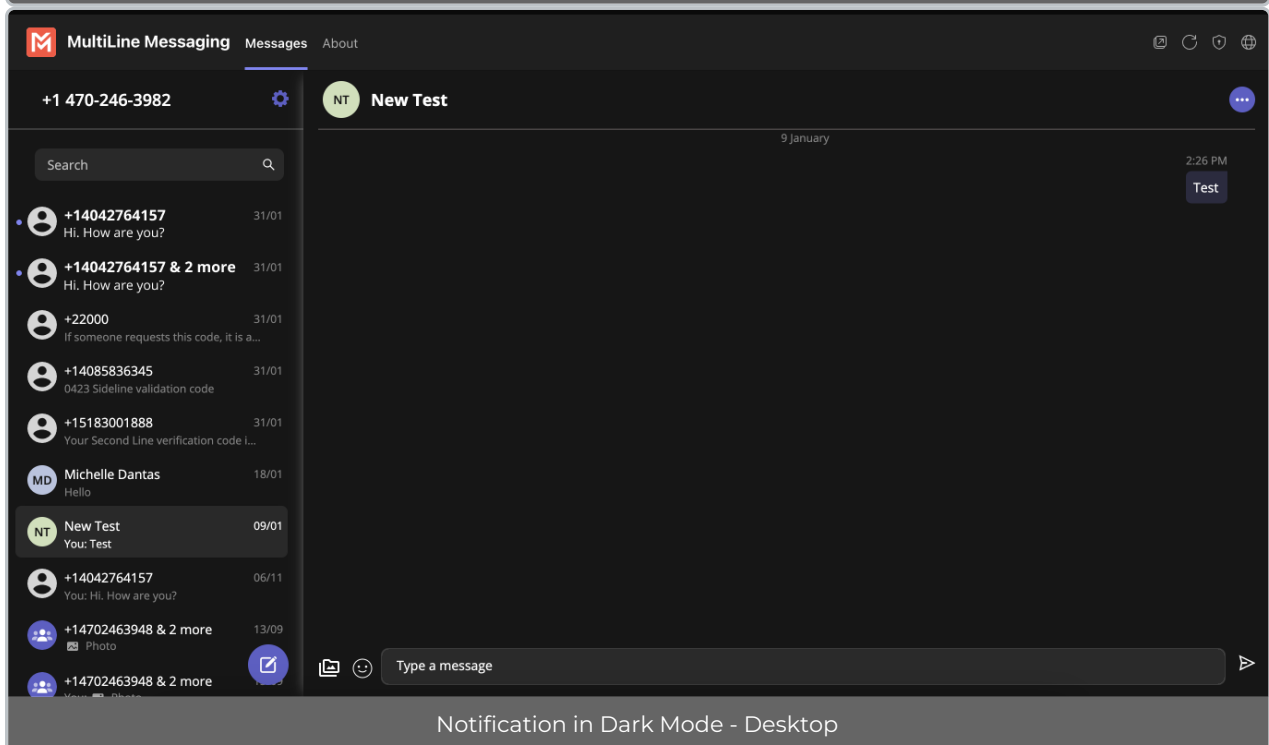 MultiLine Messaging Messages About
+1 470-246-3982
Search
+14042764157 31/01
Hi. How are you?
+14042764157 & 2 more 31/01
Hi. How are you?
+22000 31/01
If someone requests this code, it is a...
+14085836345 31/01
0423 Sideline validation code
+15183001888 31/01
Your Second Line verification code i...
MD
Michelle Dantas 18/01
Hello
NT
New Test 09/01
You: Test
+14042764157 06/11
You: Hi. How are you?
+14702463948 & 2 more 13/09
Photo
+14702463948 & 2 more
You: Photo
NT New Test
9 January
2:26 PM
Test
Type a message
Notification in Dark Mode - Desktop